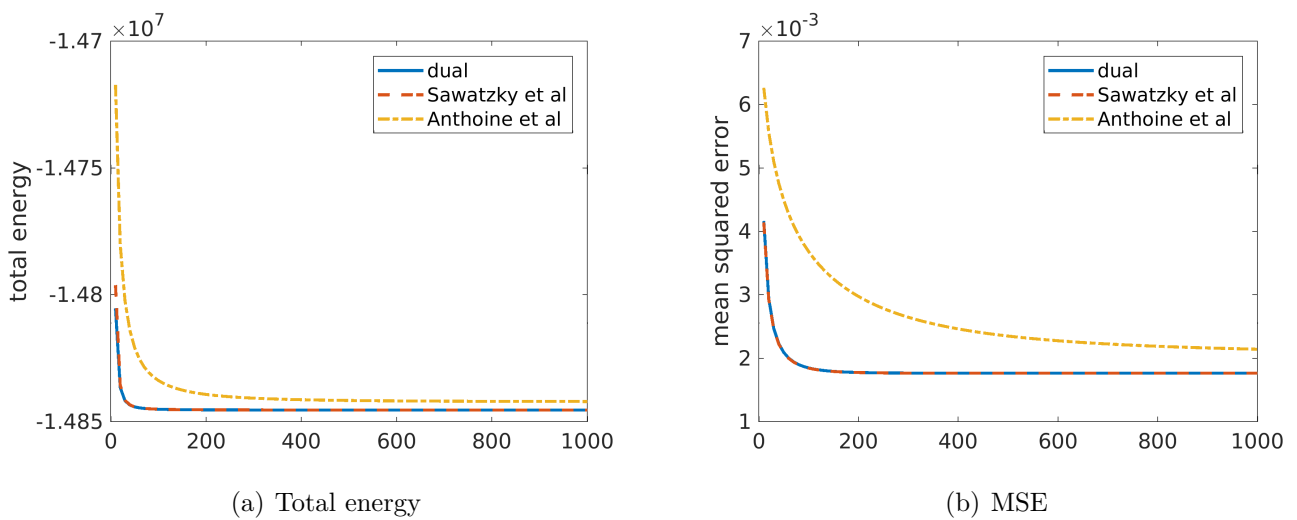 ×10^7
-1.47
-1.475
-1.48
-1.485
total energy
0 200 400 600 800 1000
dual
Sawatzky et al
Anthoine et al
(a) Total energy
×10^-3
7
6
5
4
3
2
1
mean squared error
0 200 400 600 800 1000
dual
Sawatzky et al
Anthoine et al
(b) MSE